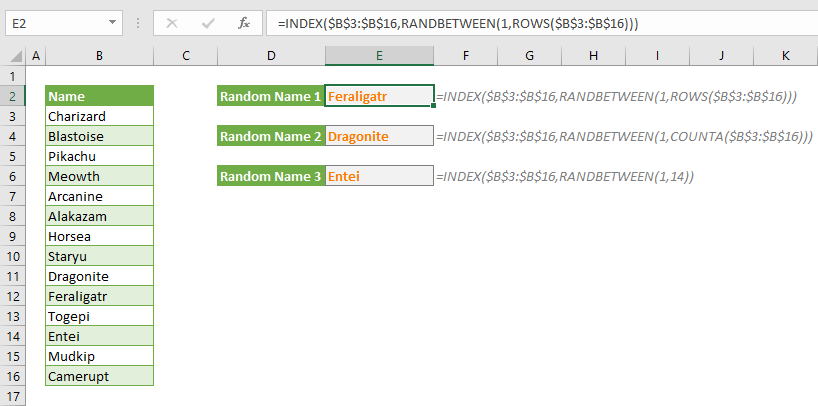 E2 fx =INDEX($B$3:$B$16,RANDBETWEEN(1,ROWS($B$3:$B$16)))
A B C D E F G H I J K
1
2 Name Random Name 1 Feraligatr =INDEX($B$3:$B$16,RANDBETWEEN(1,ROWS($B$3:$B$16)))
3 Charizard
4 Blastoise Random Name 2 Dragonite =INDEX($B$3:$B$16,RANDBETWEEN(1,COUNTA($B$3:$B$16)))
5 Pikachu
6 Meowth Random Name 3 Entei =INDEX($B$3:$B$16,RANDBETWEEN(1,14))
7 Arcanine
8 Alakazam
9 Horsea
10 Staryu
11 Dragonite
12 Feraligatr
13 Togepi
14 Entei
15 Mudkip
16 Camerupt
17